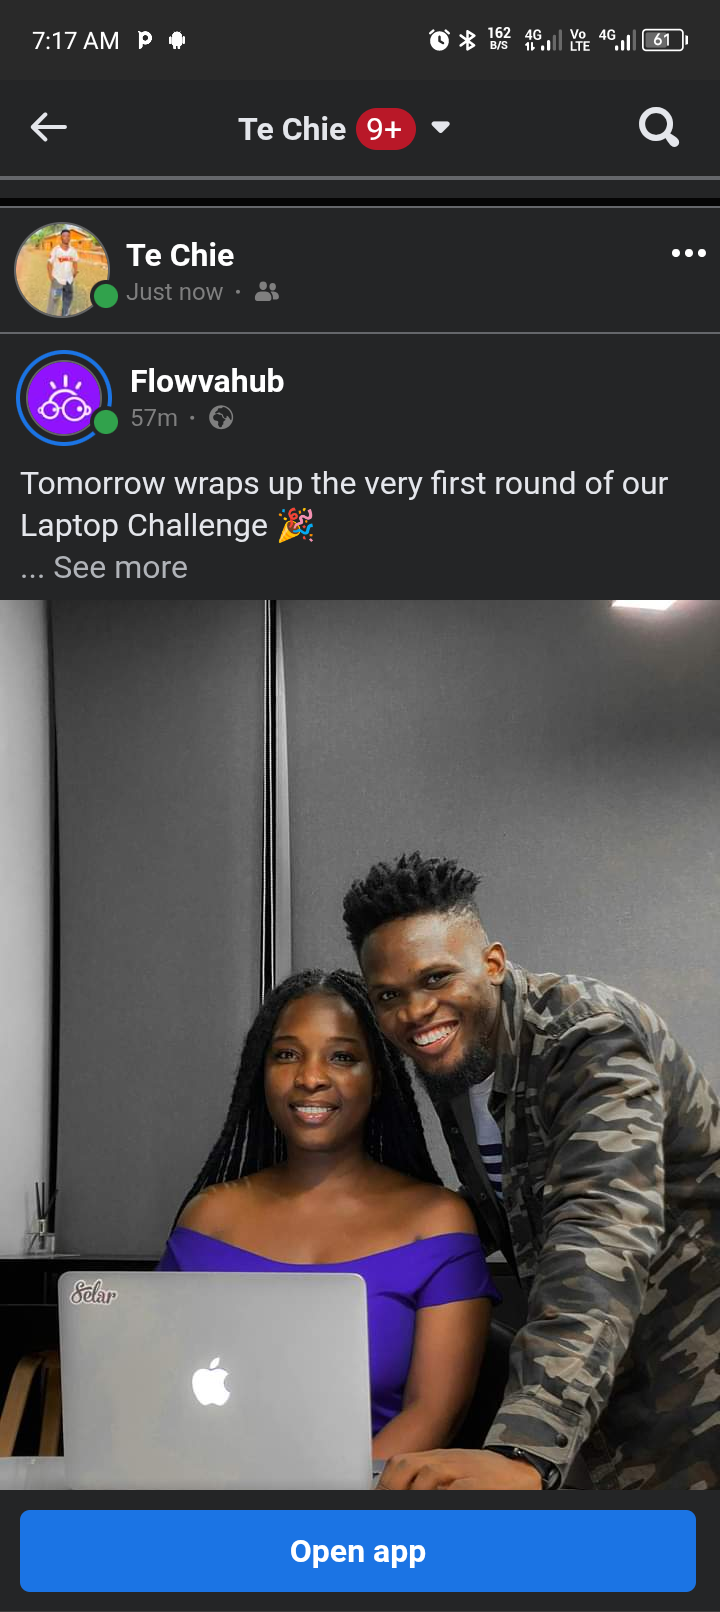 7:17 AM 162 B/S 4G Vo LTE 4G 61
Te Chie 9+
Te Chie
Just now ·
Flowvahub
57m ·
Tomorrow wraps up the very first round of our
Laptop Challenge 🎉
... See more
Selar
Open app